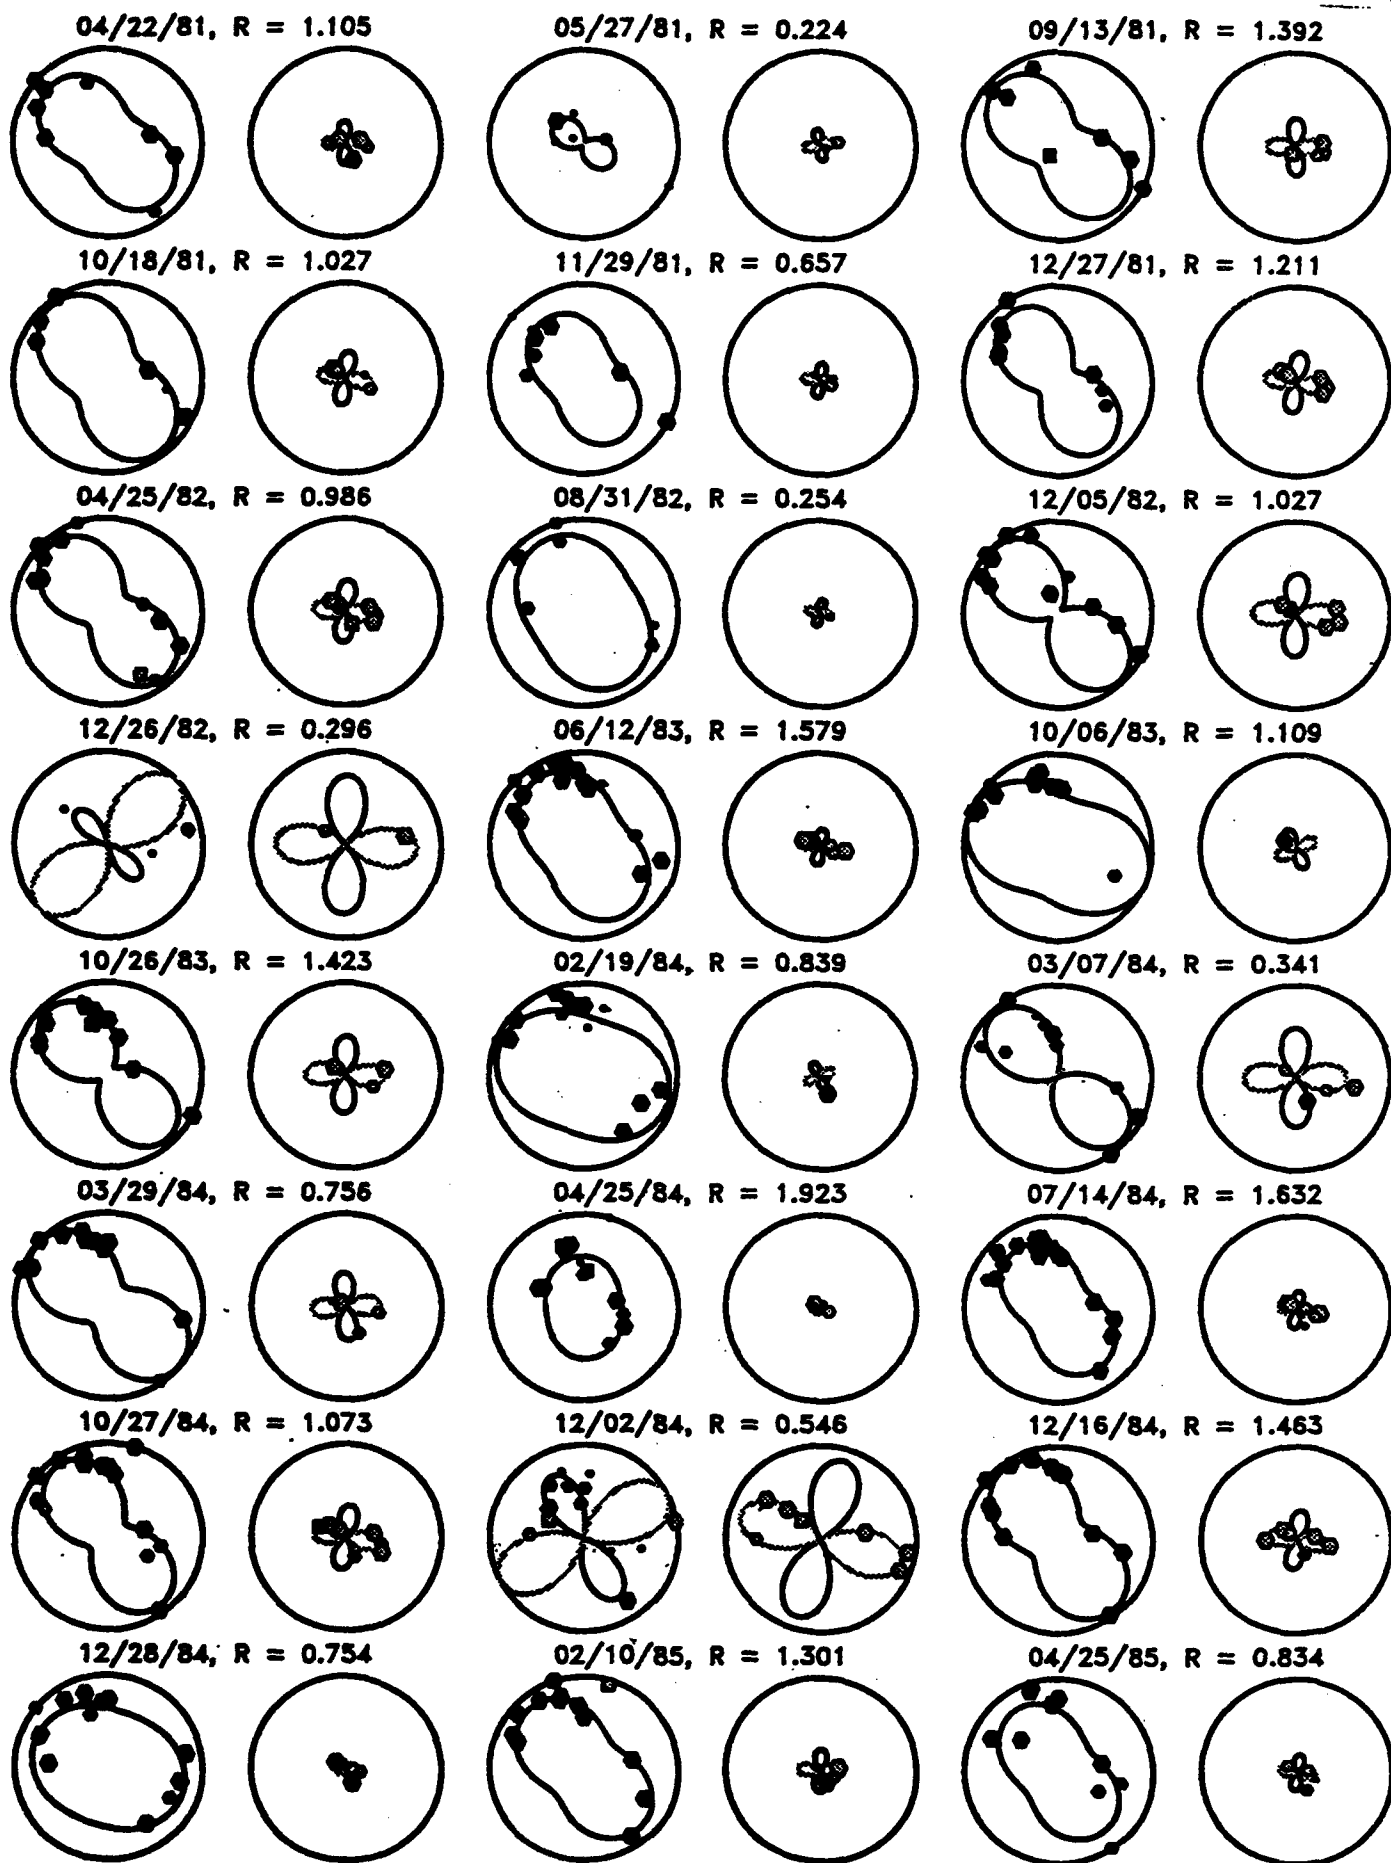 04/22/81, R = 1.105 05/27/81, R = 0.224 09/13/81, R = 1.392
10/18/81, R = 1.027 11/29/81, R = 0.657 12/27/81, R = 1.211
04/25/82, R = 0.986 08/31/82, R = 0.254 12/05/82, R = 1.027
12/26/82, R = 0.296 06/12/83, R = 1.579 10/06/83, R = 1.109
10/26/83, R = 1.423 02/19/84, R = 0.839 03/07/84, R = 0.341
03/29/84, R = 0.756 04/25/84, R = 1.923 07/14/84, R = 1.632
10/27/84, R = 1.073 12/02/84, R = 0.546 12/16/84, R = 1.463
12/28/84, R = 0.754 02/10/85, R = 1.301 04/25/85, R = 0.834